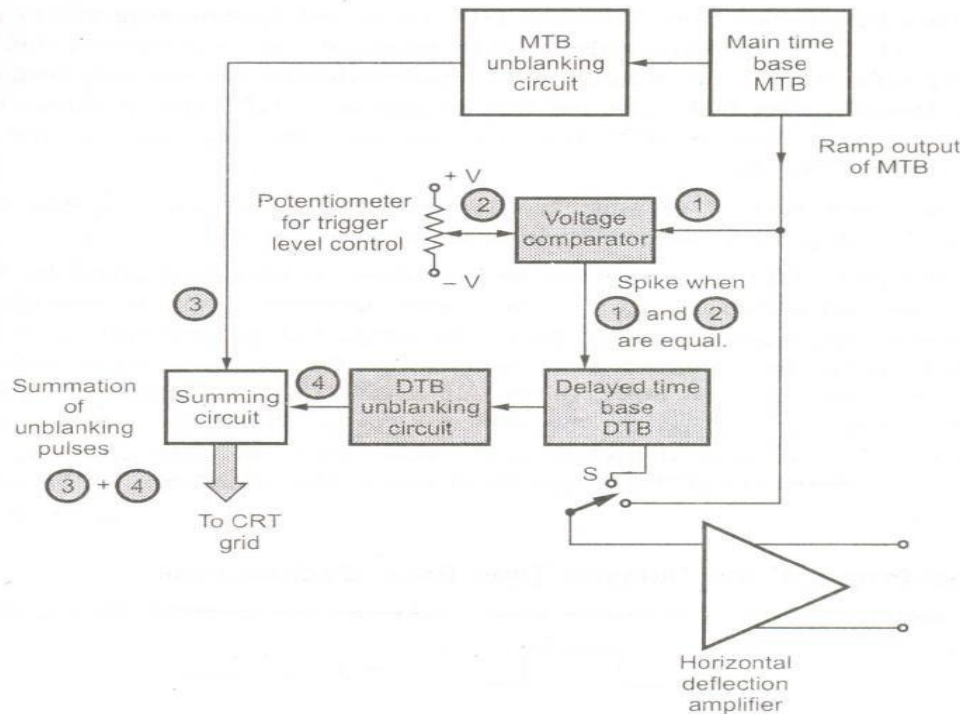 MTB
unblanking
circuit
Main time
base
MTB
Ramp output
of MTB
+ V
Potentiometer
for trigger
level control
2
Voltage
comparator
1
– V
Spike when
1 and 2
are equal.
3
Summation
of
unblanking
pulses
3 + 4
Summing
circuit
4
DTB
unblanking
circuit
Delayed time
base
DTB
S
To CRT
grid
Horizontal
deflection
amplifier